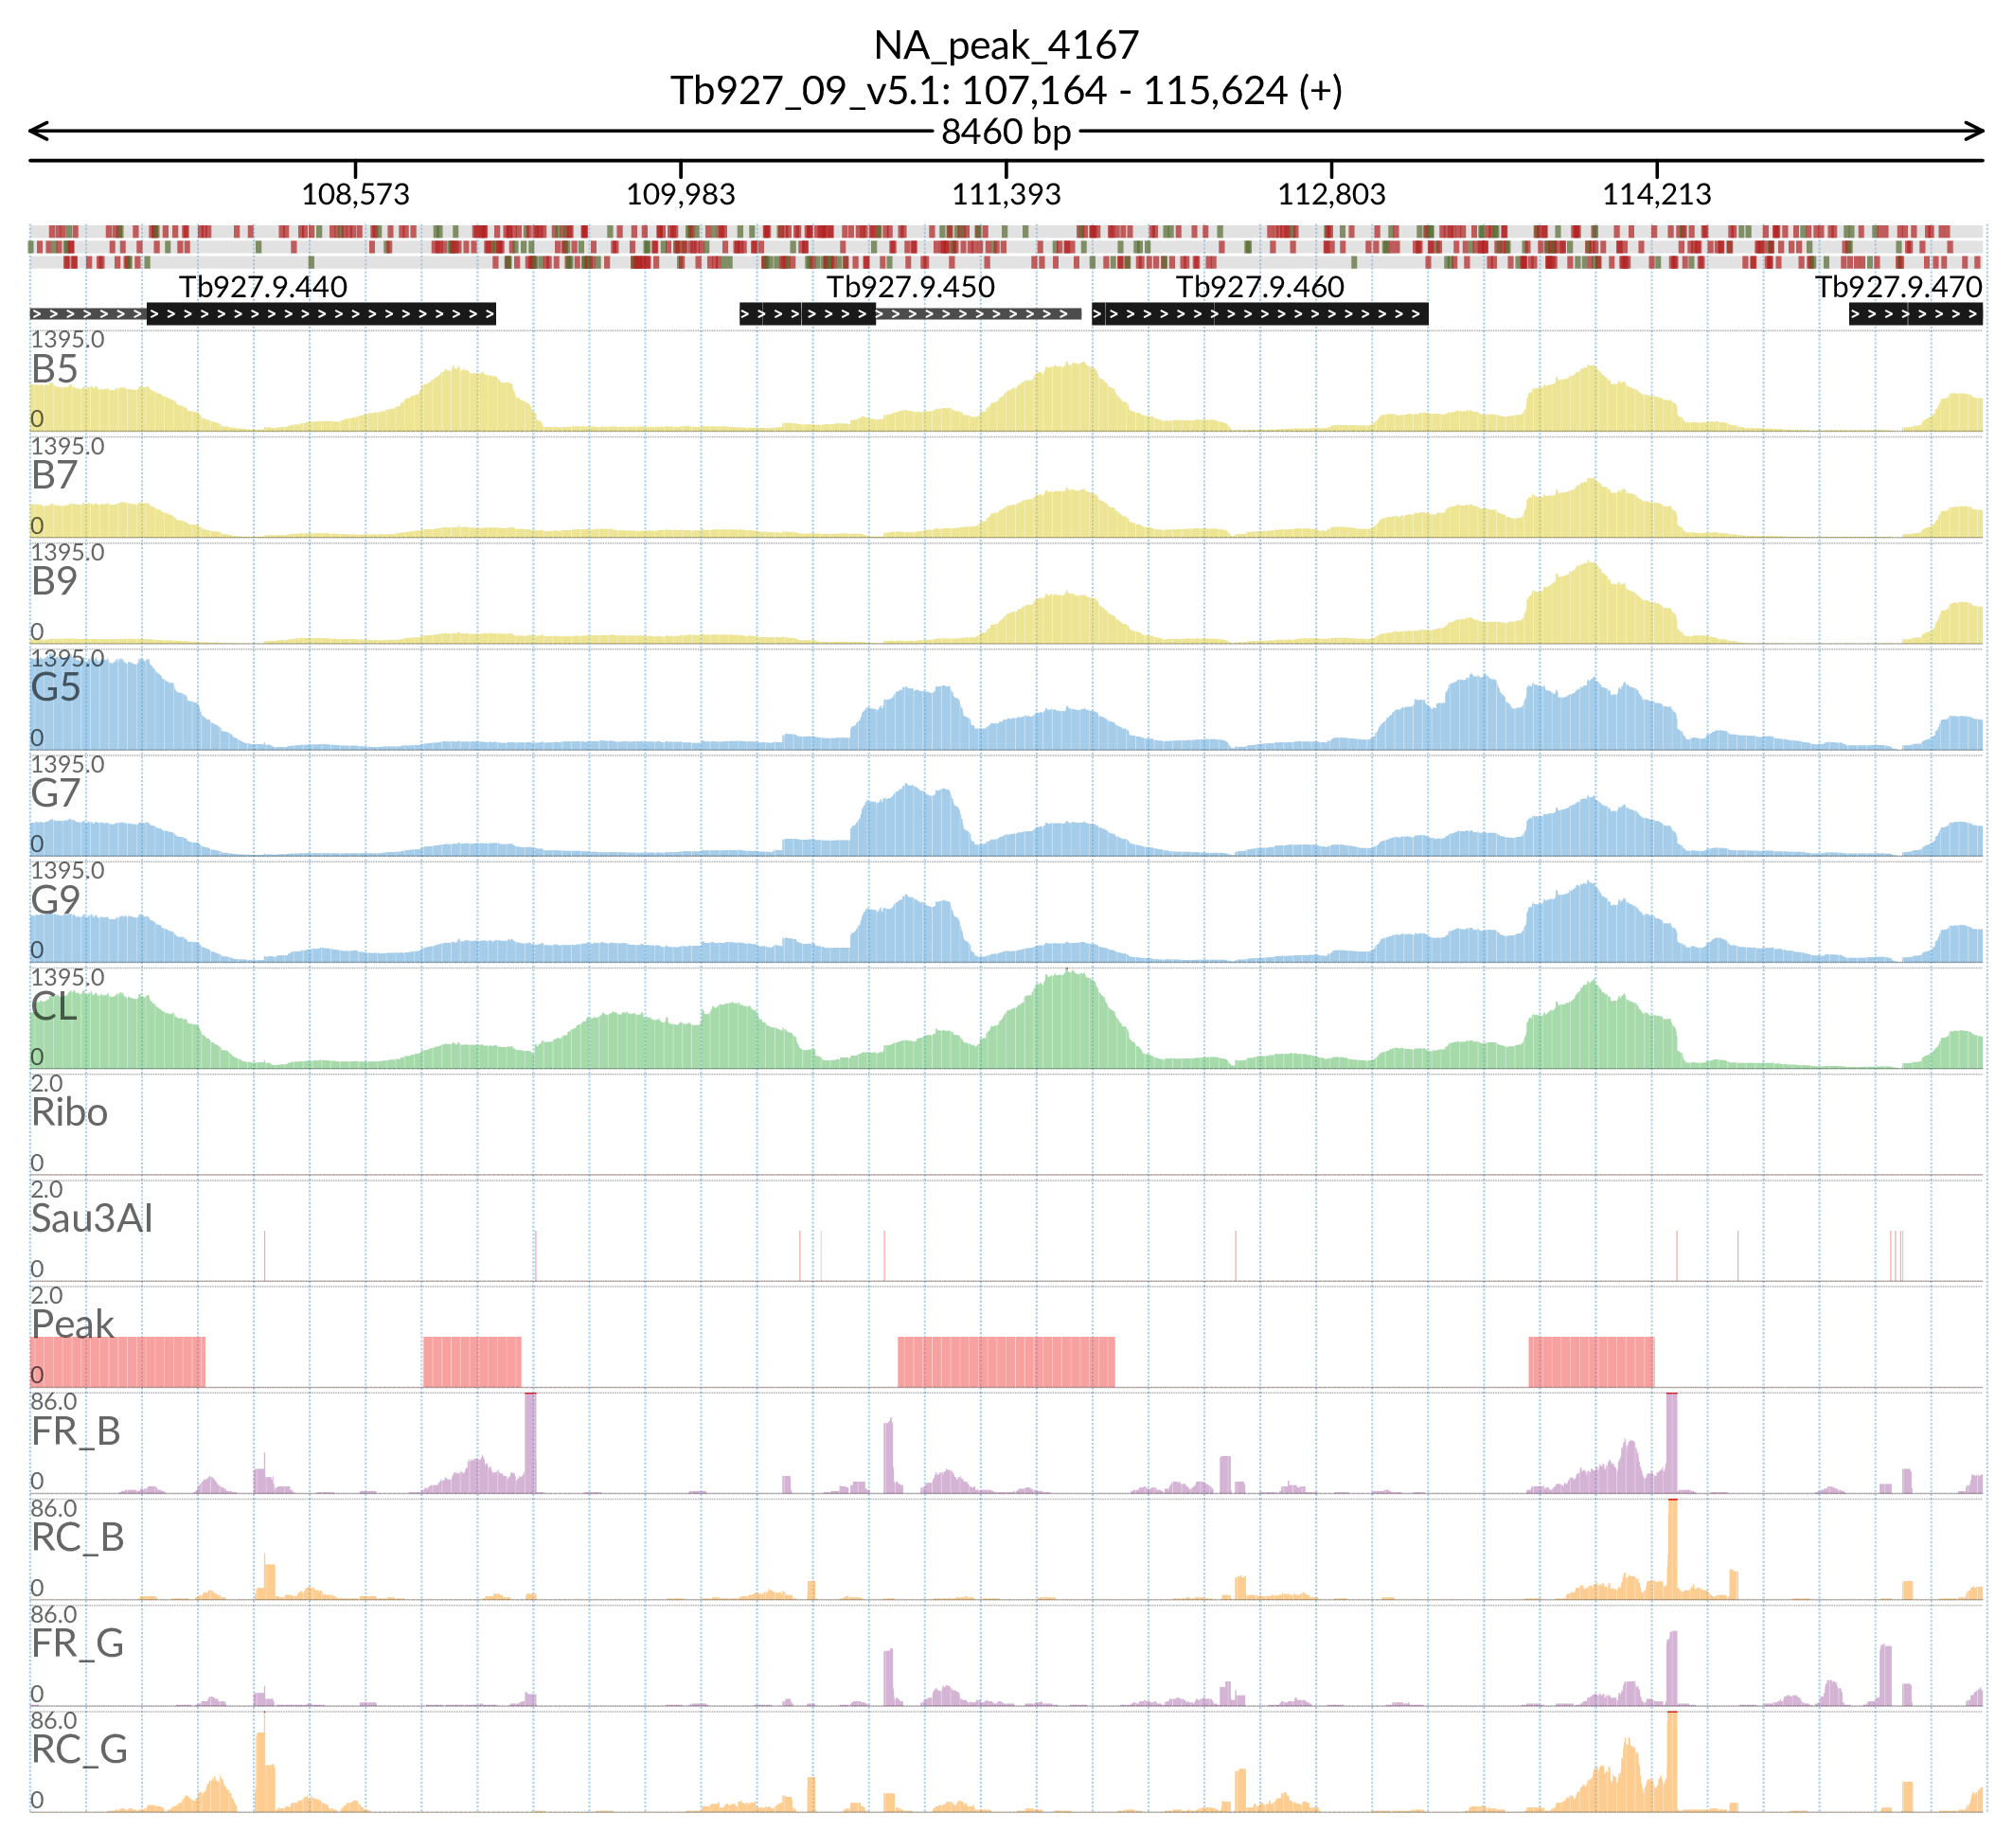 NA_peak_4167
Tb927_09_v5.1: 107,164 - 115,624 (+)
8460 bp
108,573 109,983 111,393 112,803 114,213
Tb927.9.440 Tb927.9.450 Tb927.9.460 Tb927.9.470
1395.0
B5
0
1395.0
B7
0
1395.0
B9
0
1395.0
G5
0
1395.0
G7
0
1395.0
G9
0
1395.0
CL
0
2.0
Ribo
0
2.0
Sau3AI
0
2.0
Peak
0
86.0
FR_B
0
86.0
RC_B
0
86.0
FR_G
0
86.0
RC_G
0